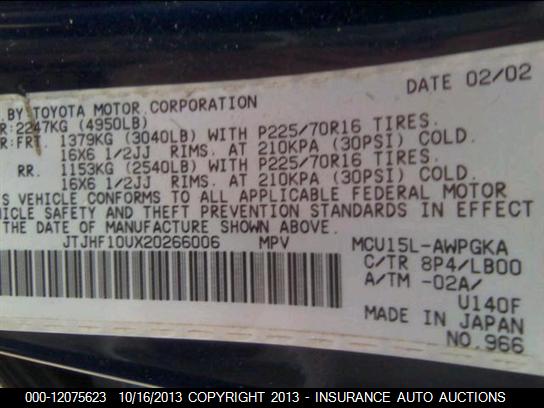 DATE 02/02
BY TOYOTA MOTOR CORPORATION
R:2247KG (4950LB)
R:FRT. 1379KG (3040LB) WITH P225/70R16 TIRES.
16X6 1/2JJ RIMS. AT 210KPA (30PSI) COLD.
RR. 1153KG (2540LB) WITH P225/70R16 TIRES.
16X6 1/2JJ RIMS. AT 210KPA (30PSI) COLD.
S VEHICLE CONFORMS TO ALL APPLICABLE FEDERAL MOTOR
HICLE SAFETY AND THEFT PREVENTION STANDARDS IN EFFECT
THE DATE OF MANUFACTURE SHOWN ABOVE.
JTJHF10UX20266006 MPV MCU15L-AWPGKA
C/TR 8P4/LB00
A/TM -02A/
U140F
MADE IN JAPAN
NO.966
000-12075623 10/16/2013 COPYRIGHT 2013 - INSURANCE AUTO AUCTIONS